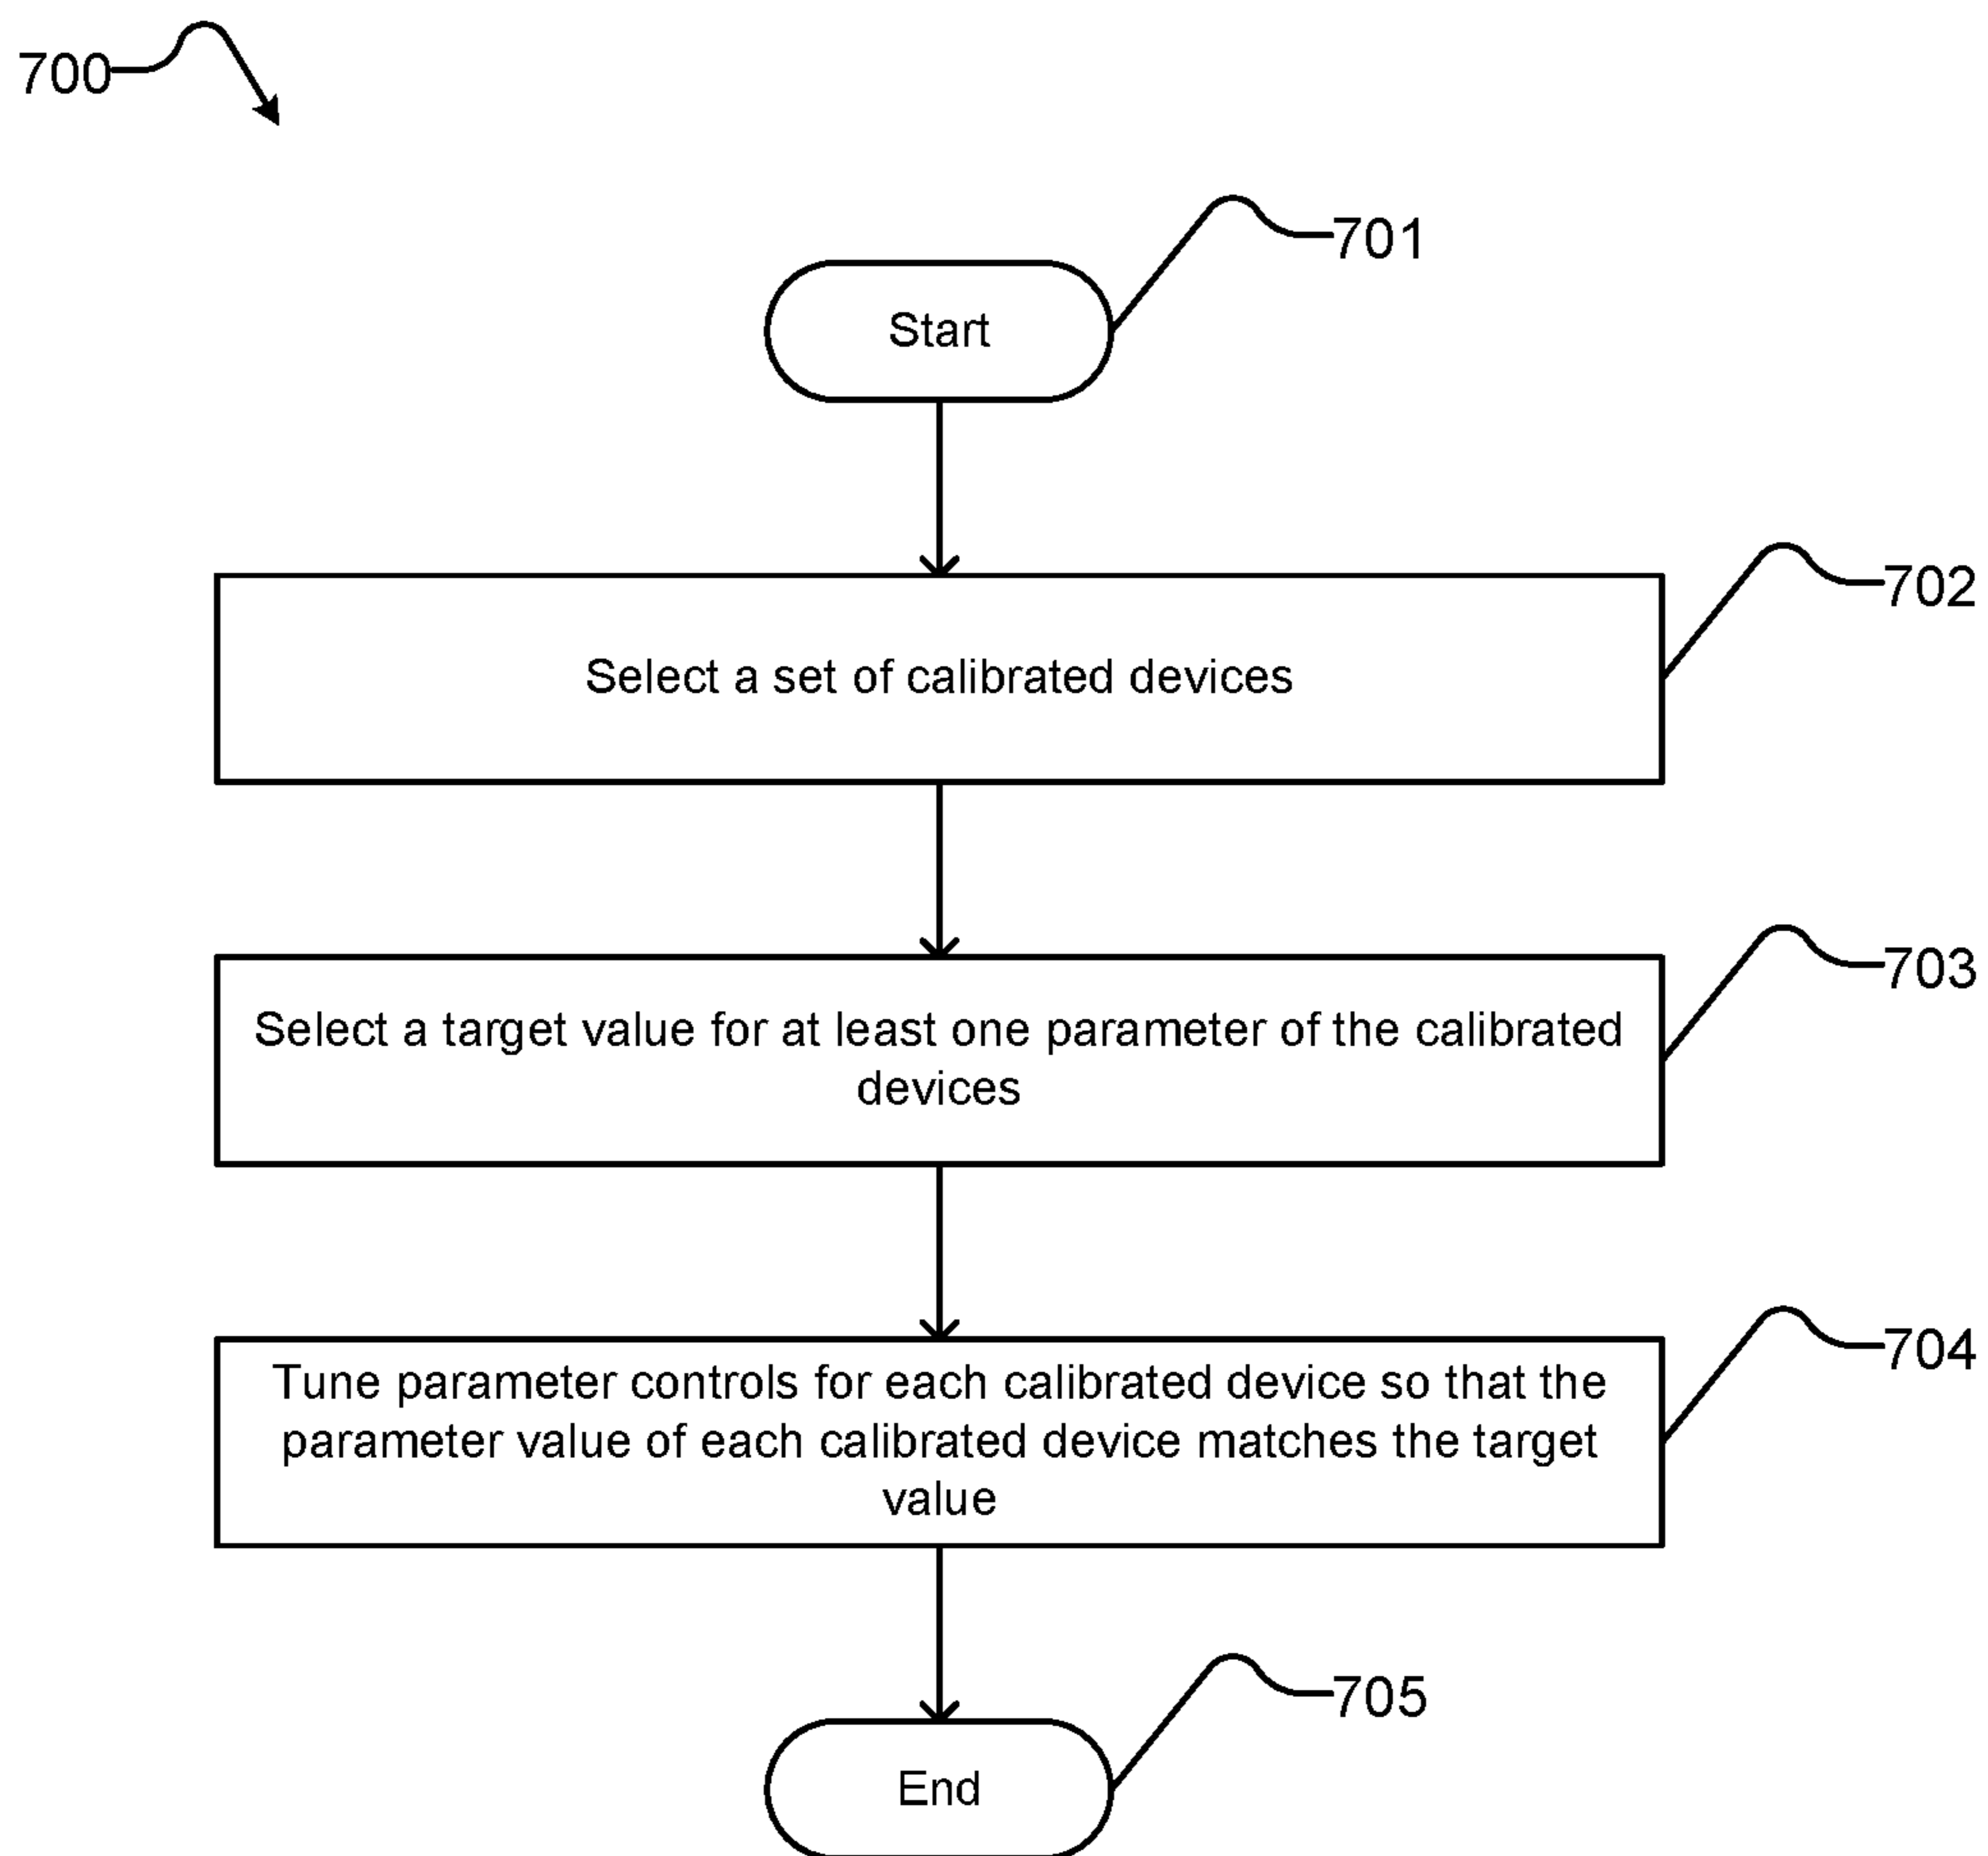 700
701
Start
702
Select a set of calibrated devices
703
Select a target value for at least one parameter of the calibrated
devices
704
Tune parameter controls for each calibrated device so that the
parameter value of each calibrated device matches the target
value
705
End